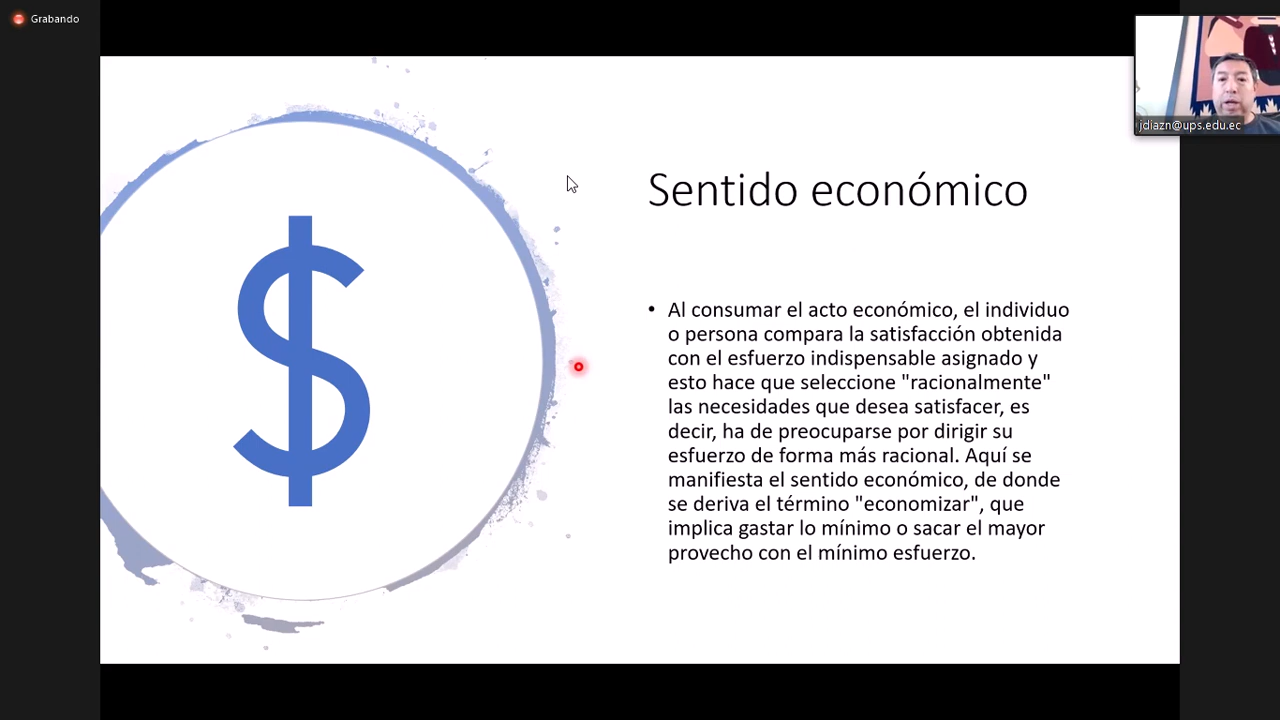 Grabando
jdiazn@ups.edu.ec
Sentido económico
• Al consumar el acto económico, el individuo
o persona compara la satisfacción obtenida
con el esfuerzo indispensable asignado y
esto hace que seleccione "racionalmente"
las necesidades que desea satisfacer, es
decir, ha de preocuparse por dirigir su
esfuerzo de forma más racional. Aquí se
manifiesta el sentido económico, de donde
se deriva el término "economizar", que
implica gastar lo mínimo o sacar el mayor
provecho con el mínimo esfuerzo.